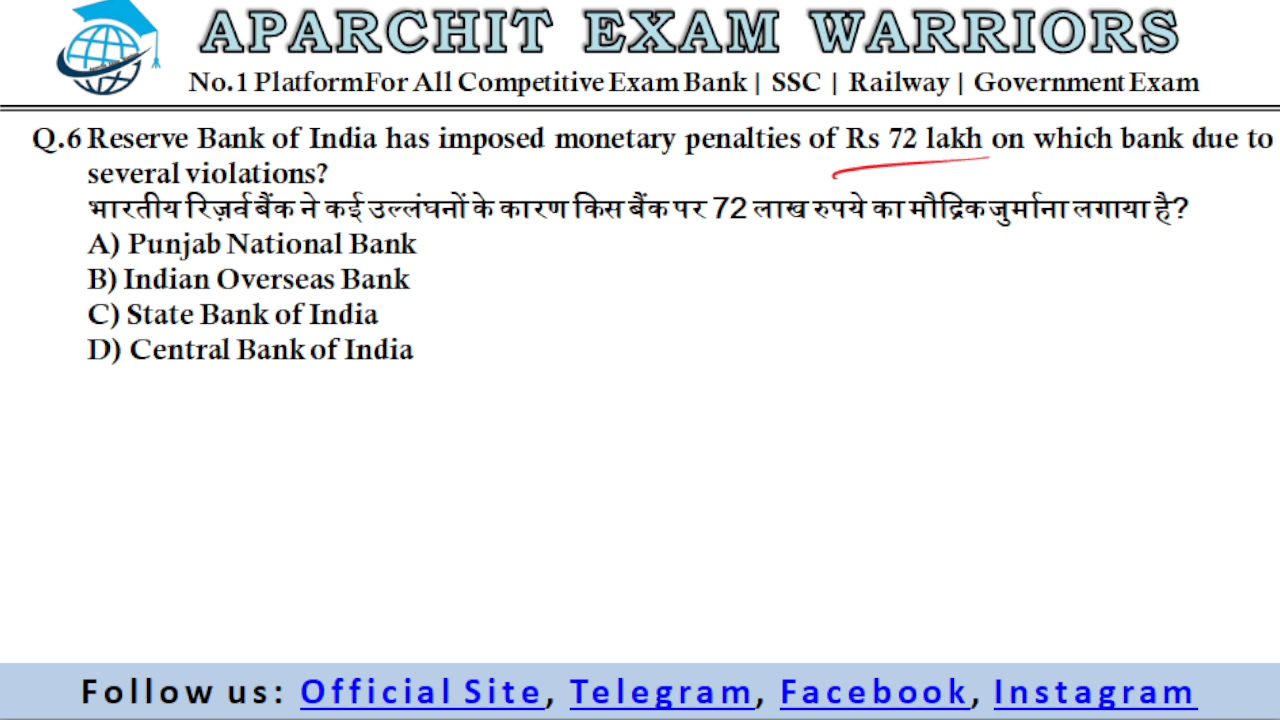 APARCHIT EXAM WARRIORS
No.1 PlatformFor All Competitive Exam Bank | SSC | Railway | Government Exam
Q.6 Reserve Bank of India has imposed monetary penalties of Rs 72 lakh on which bank due to
several violations?
भारतीय रिज़र्व बैंक ने कई उल्लंघनों के कारण किस बैंक पर 72 लाख रुपये का मौद्रिक जुर्माना लगाया है?
A) Punjab National Bank
B) Indian Overseas Bank
C) State Bank of India
D) Central Bank of India
Follow us: Official Site, Telegram, Facebook, Instagram